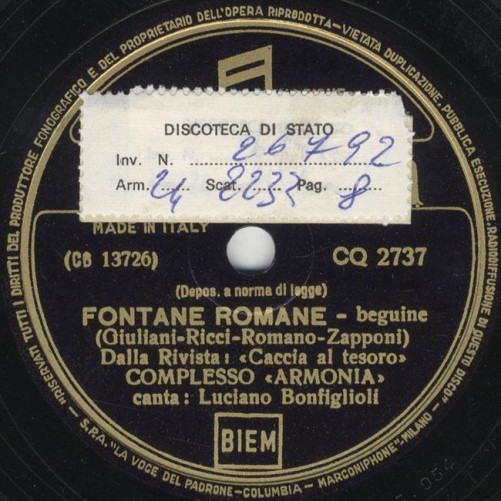 "RISERVATI TUTTI I DIRITTI DEL PRODUTTORE FONOGRAFICO E DEL PROPRIETARIO DELL'OPERA RIPRODOTTA-VIETATA DUPLICAZIONE, PUBBLICA ESECUZIONE, RADIODIFFUSIONE DI QUESTO DISCO"
DISCOTECA DI STATO
Inv. N. 26792
Arm. 24 Scat. 2232 Pag. 8
MADE IN ITALY
(CB 13726) CQ 2737
(Depos. a norma di legge)
FONTANE ROMANE - beguine
(Giuliani-Ricci-Romano-Zapponi)
Dalla Rivista: «Caccia al tesoro»
COMPLESSO «ARMONIA»
canta: Luciano Bonfiglioli
BIEM
S.P.A. "LA VOCE DEL PADRONE-COLUMBIA-MARCONIPHONE"-MILANO